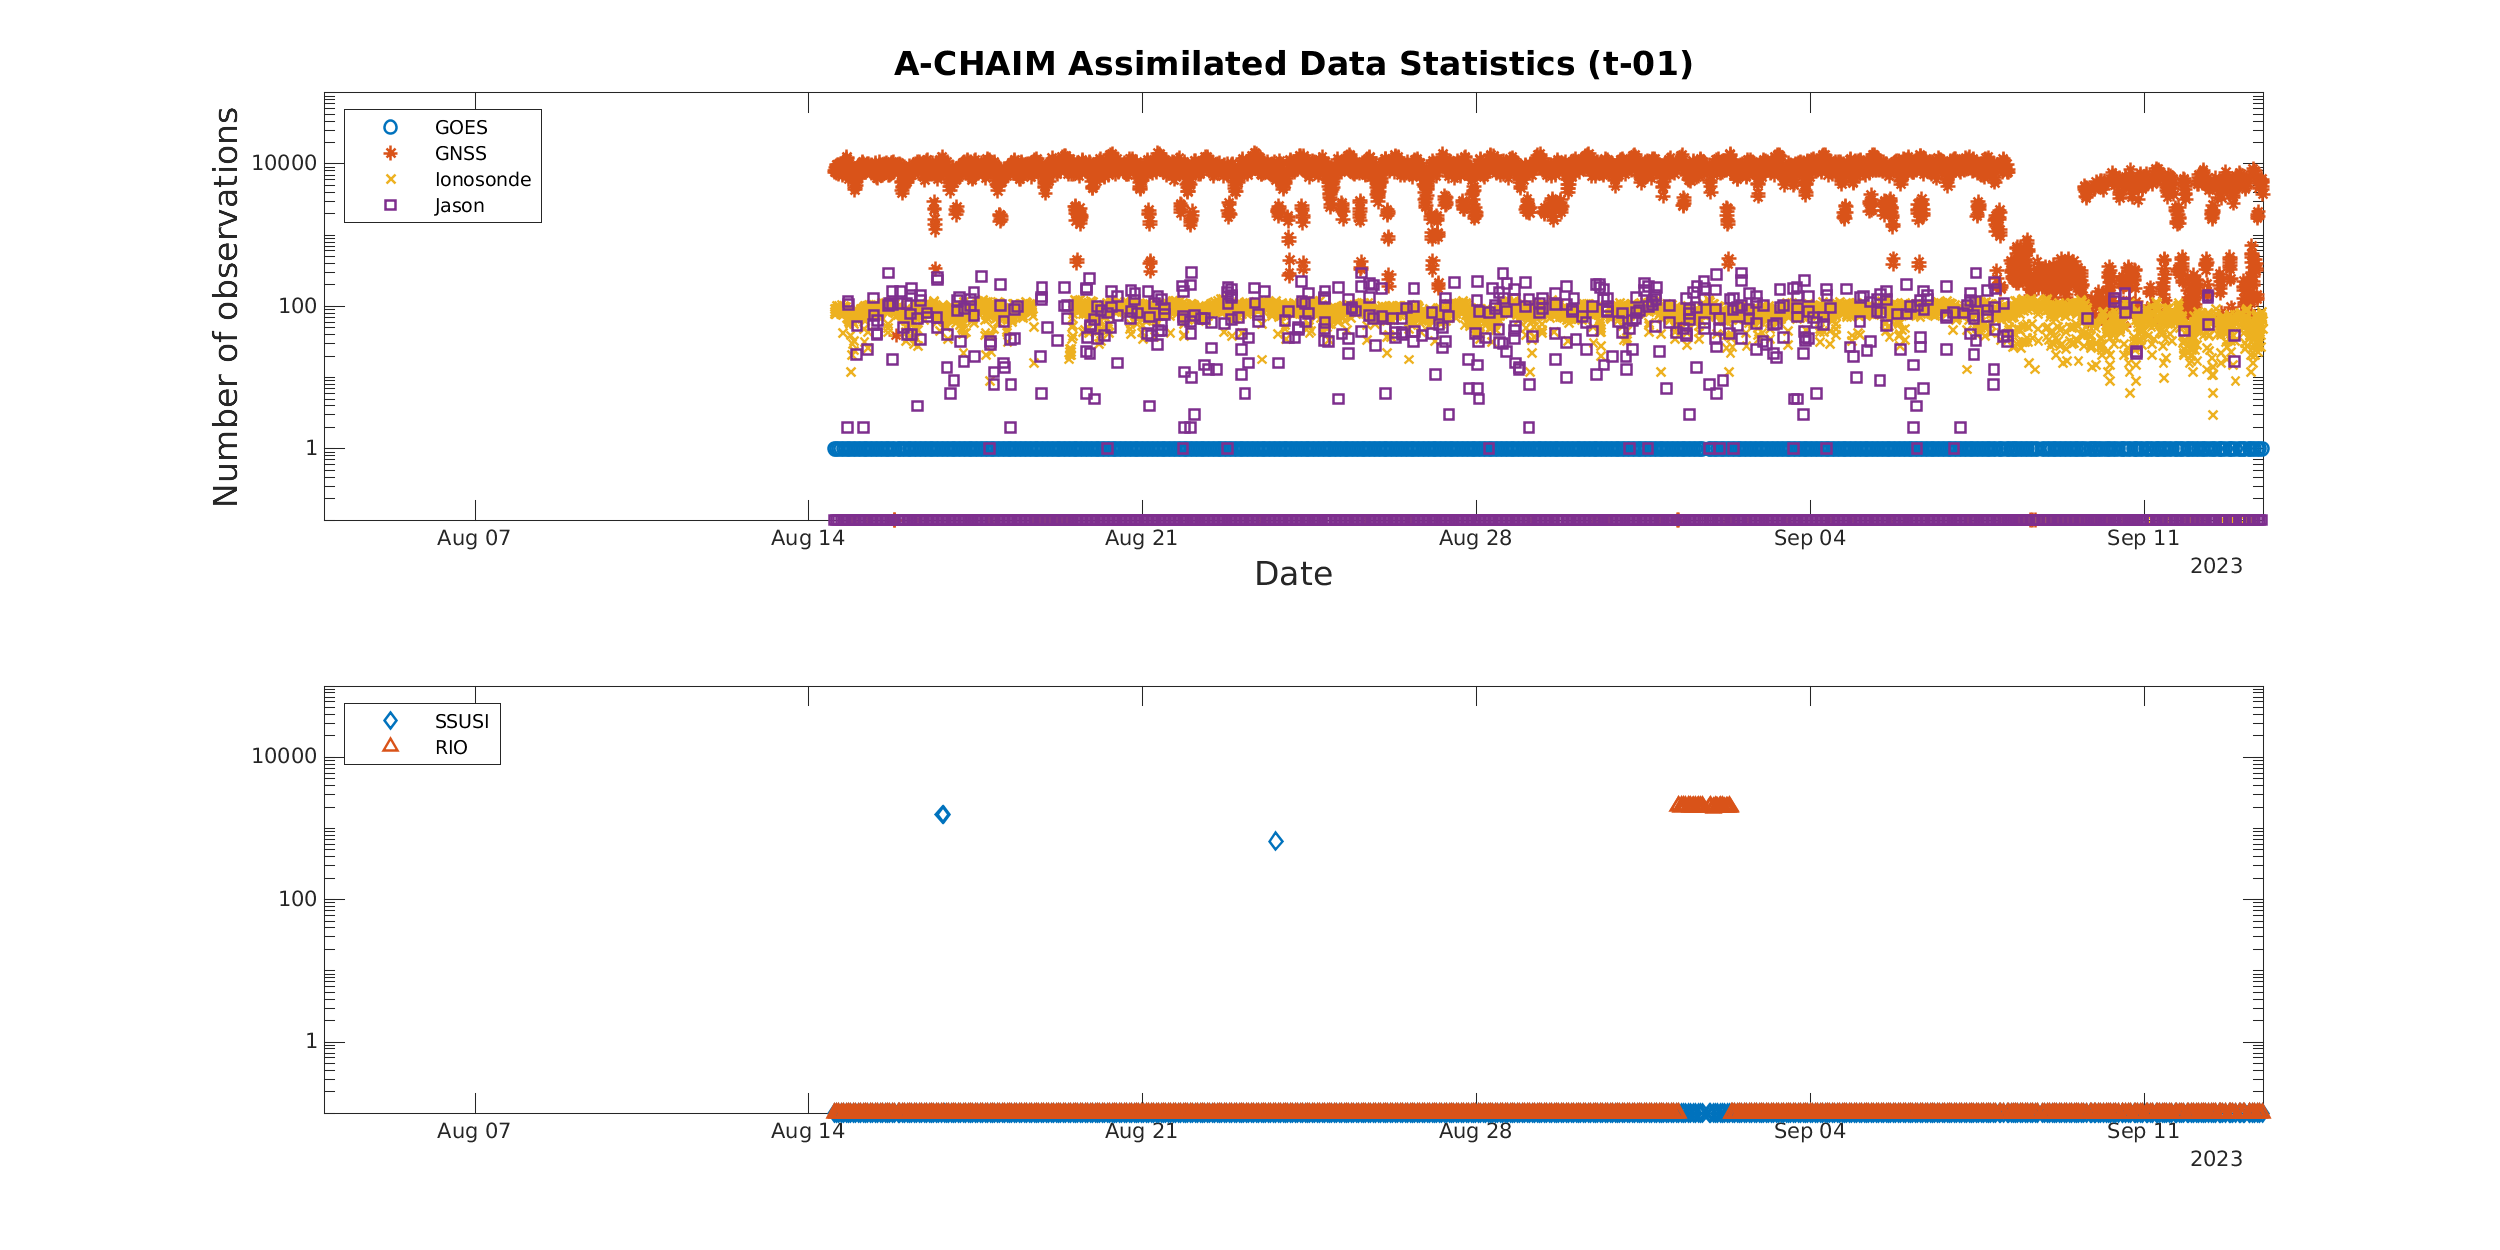 A-CHAIM Assimilated Data Statistics (t-01)
Number of observations
10000
100
1
GOES
GNSS
Ionosonde
Jason
Aug 07
Aug 14
Aug 21
Aug 28
Sep 04
Sep 11
2023
Date
10000
100
1
SSUSI
RIO
Aug 07
Aug 14
Aug 21
Aug 28
Sep 04
Sep 11
2023